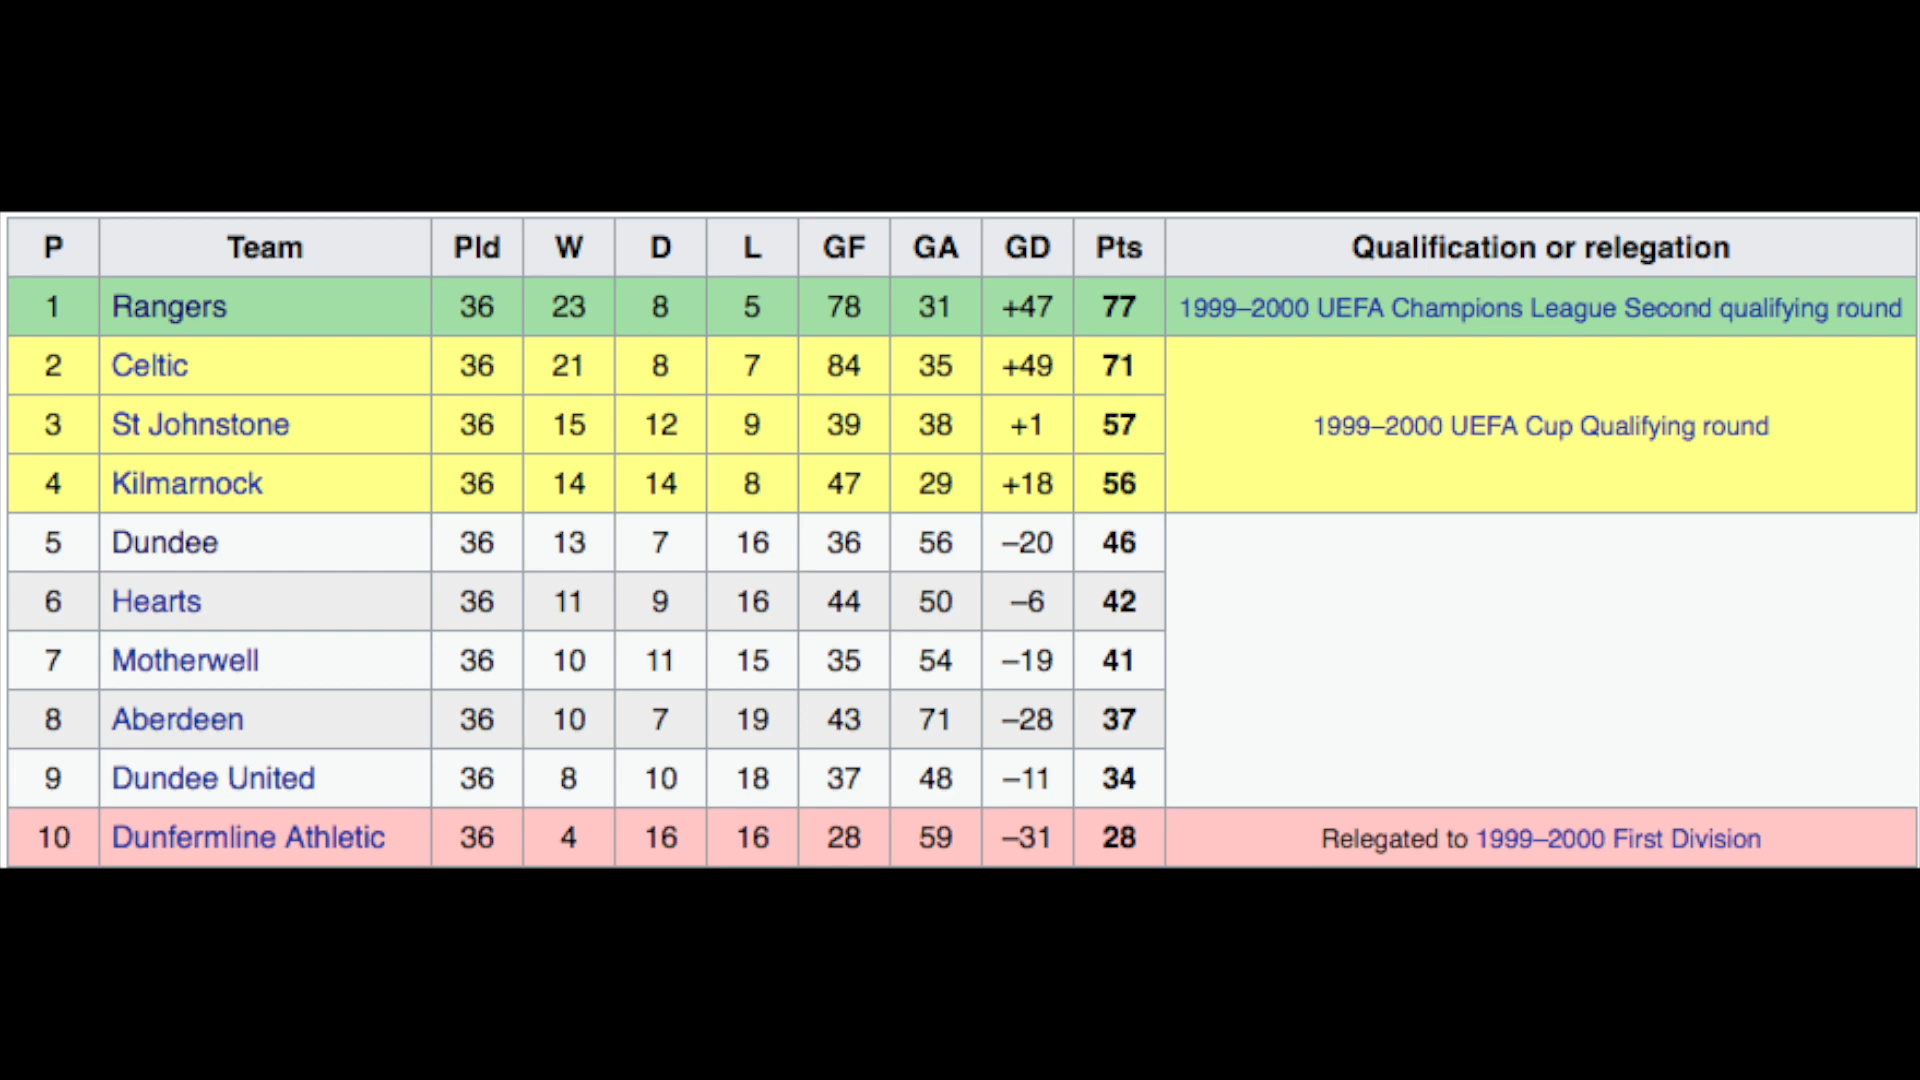 P Team Pld W D L GF GA GD Pts Qualification or relegation
1 Rangers 36 23 8 5 78 31 +47 77 1999–2000 UEFA Champions League Second qualifying round
2 Celtic 36 21 8 7 84 35 +49 71
3 St Johnstone 36 15 12 9 39 38 +1 57 1999–2000 UEFA Cup Qualifying round
4 Kilmarnock 36 14 14 8 47 29 +18 56
5 Dundee 36 13 7 16 36 56 –20 46
6 Hearts 36 11 9 16 44 50 –6 42
7 Motherwell 36 10 11 15 35 54 –19 41
8 Aberdeen 36 10 7 19 43 71 –28 37
9 Dundee United 36 8 10 18 37 48 –11 34
10 Dunfermline Athletic 36 4 16 16 28 59 –31 28 Relegated to 1999–2000 First Division